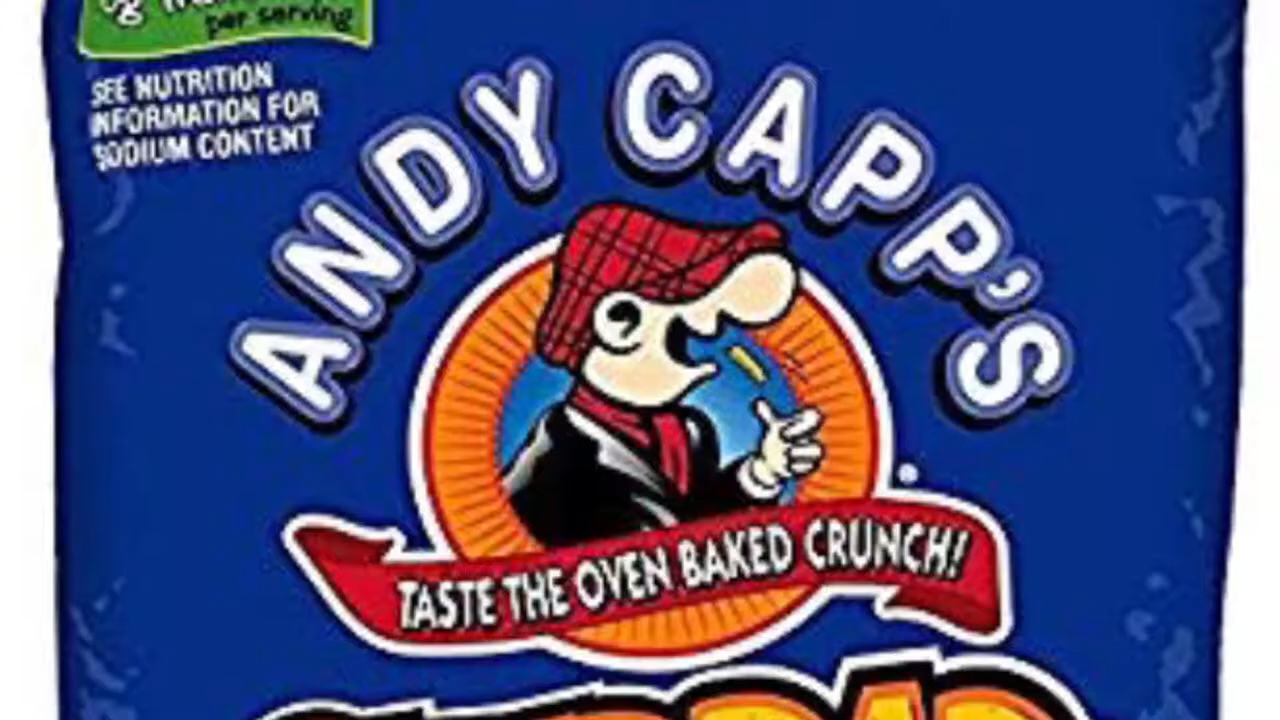 per serving
SEE NUTRITION
INFORMATION FOR
SODIUM CONTENT
ANDY CAPP'S
TASTE THE OVEN BAKED CRUNCH!